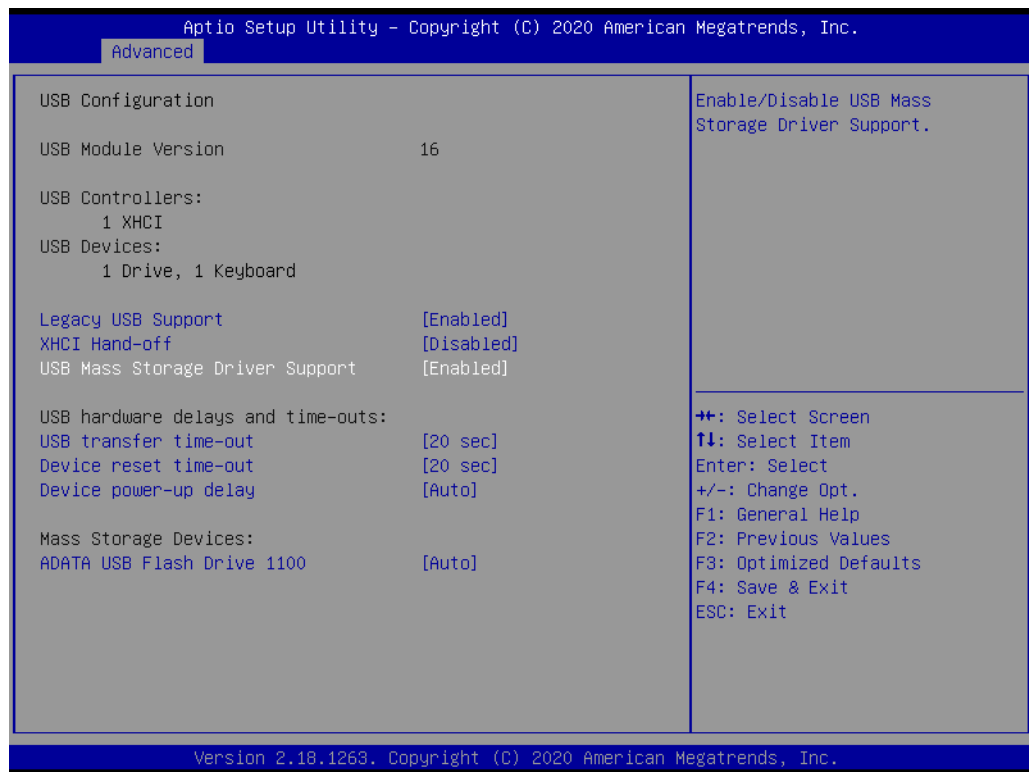 Aptio Setup Utility – Copyright (C) 2020 American Megatrends, Inc.
Advanced
USB Configuration
USB Module Version 16
USB Controllers:
1 XHCI
USB Devices:
1 Drive, 1 Keyboard
Legacy USB Support [Enabled]
XHCI Hand-off [Disabled]
USB Mass Storage Driver Support [Enabled]
USB hardware delays and time-outs:
USB transfer time-out [20 sec]
Device reset time-out [20 sec]
Device power-up delay [Auto]
Mass Storage Devices:
ADATA USB Flash Drive 1100 [Auto]
Enable/Disable USB Mass
Storage Driver Support.
→←: Select Screen
↑↓: Select Item
Enter: Select
+/-: Change Opt.
F1: General Help
F2: Previous Values
F3: Optimized Defaults
F4: Save & Exit
ESC: Exit
Version 2.18.1263. Copyright (C) 2020 American Megatrends, Inc.